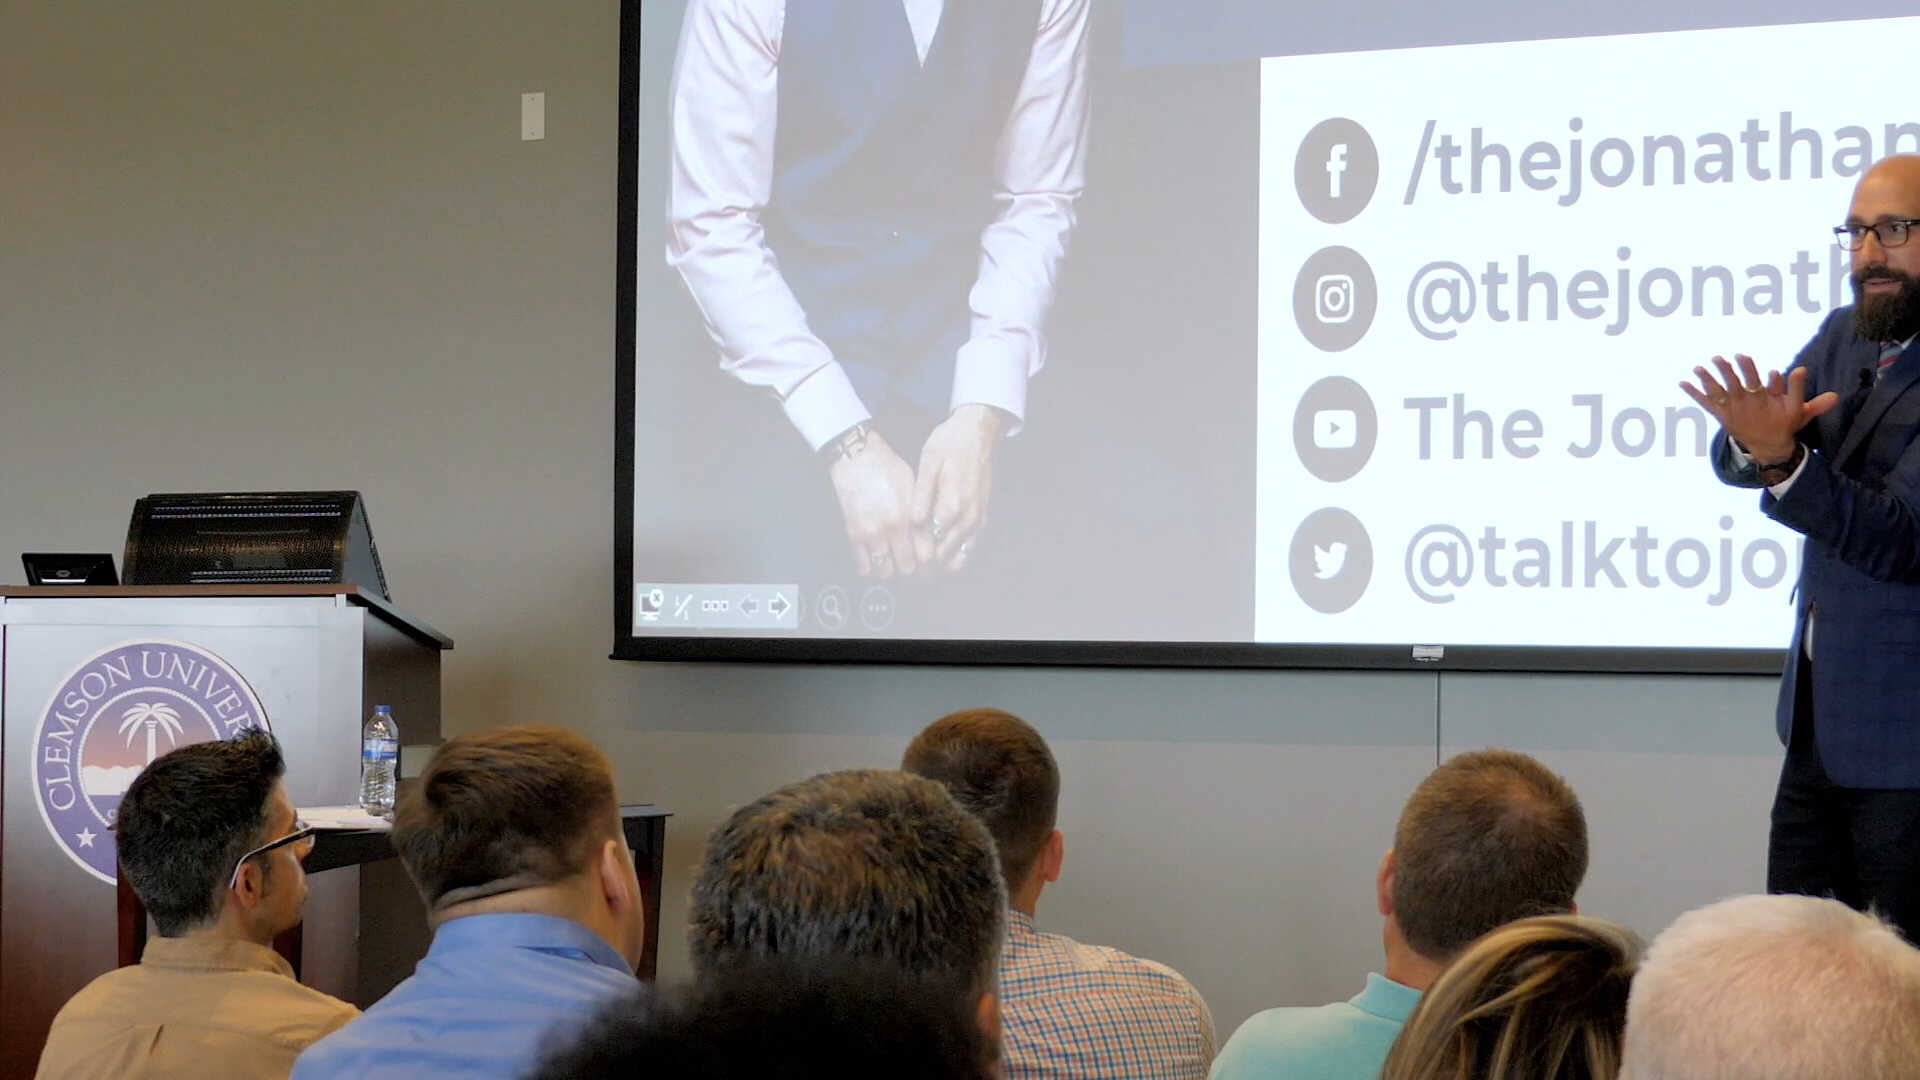 /thejonathan
@thejonath
The Jon
@talktojo
CLEMSON UNIVER